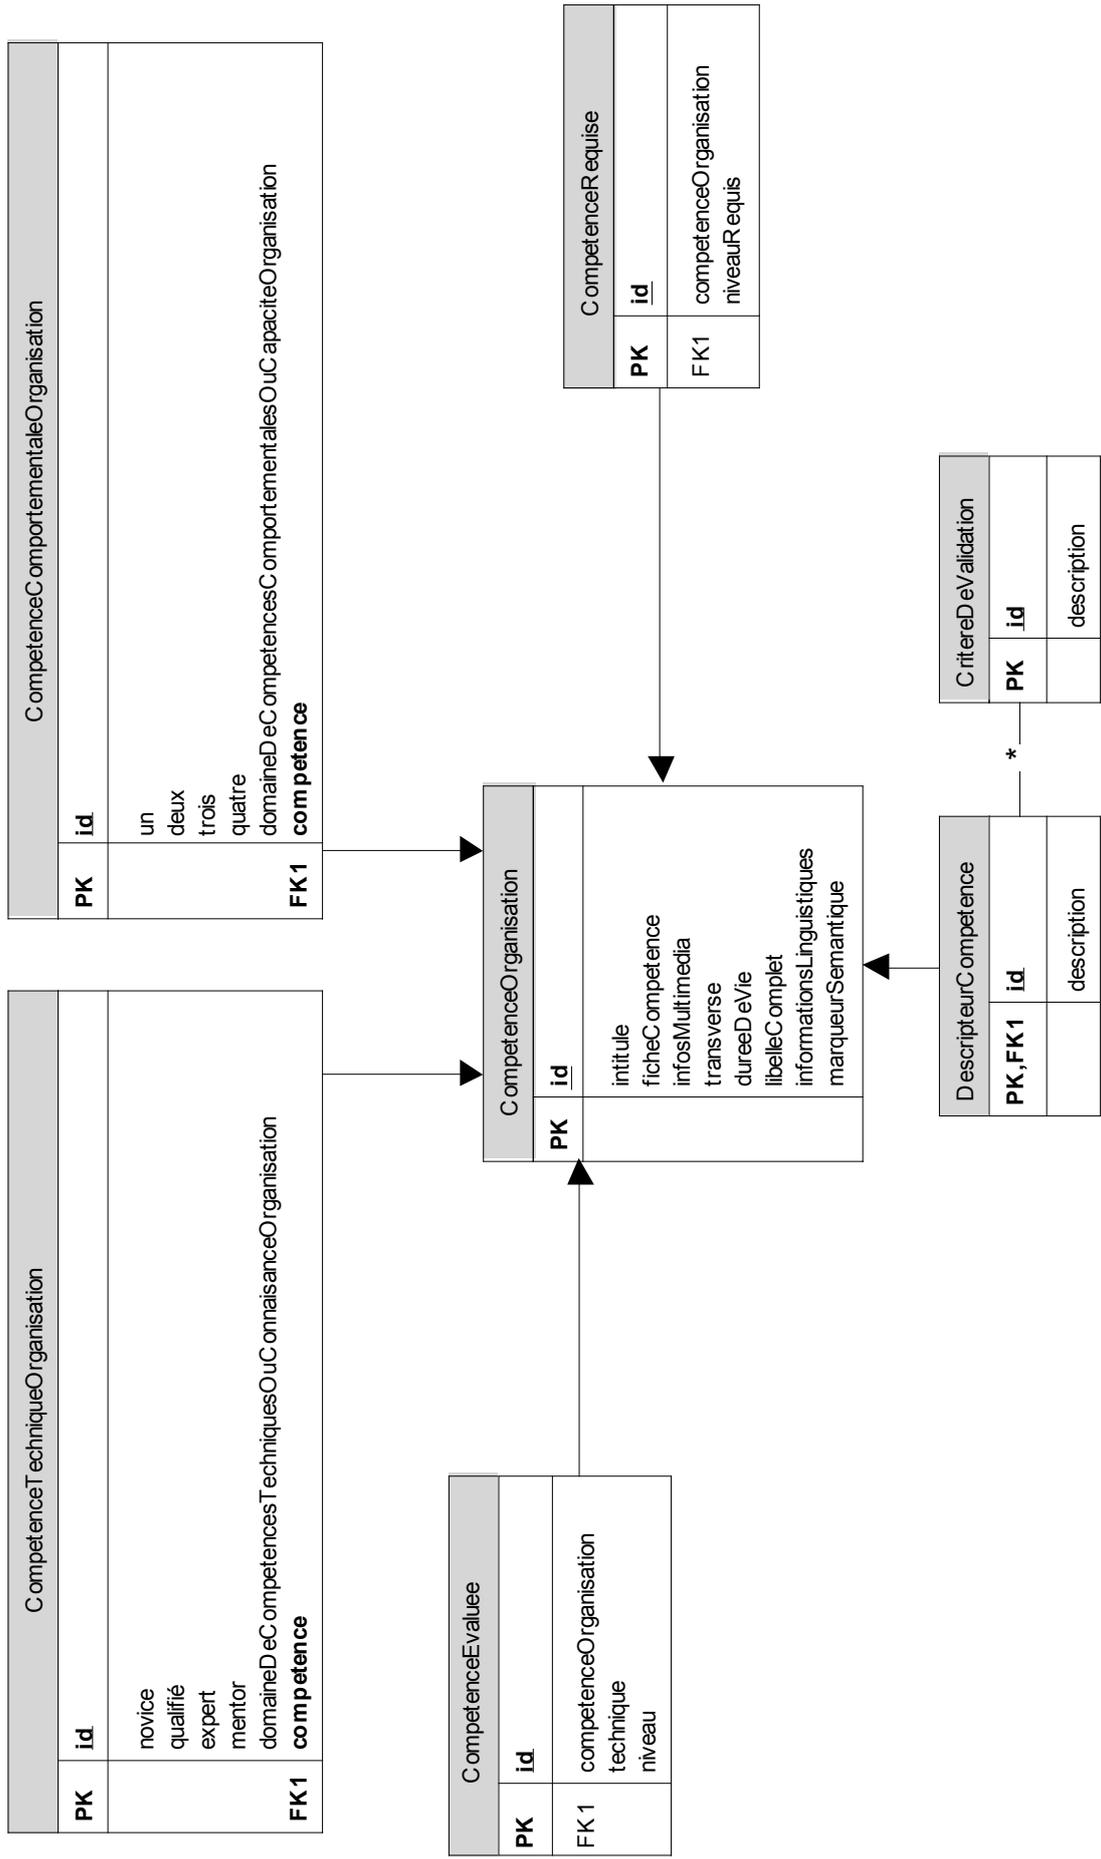 CompetenceTechniqueOrganisation
PK id
novice
qualifié
expert
mentor
domaineDeCompetencesTechniquesOuConnaisanceOrganisation
FK1 competence
CompetenceComportementaleOrganisation
PK id
un
deux
trois
quatre
domaineDeCompetencesComportementalesOuCapaciteOrganisation
FK1 competence
CompetenceEvaluee
PK id
FK1 competenceOrganisation
technique
niveau
CompetenceOrganisation
PK id
intitule
ficheCompetence
infosMultimedia
transverse
dureeDeVie
libelleComplet
informationsLinguistiques
marqueurSemantique
CompetenceRequise
PK id
FK1 competenceOrganisation
niveauRequis
DescripteurCompetence
PK,FK1 id
description
*
CritereDeValidation
PK id
description